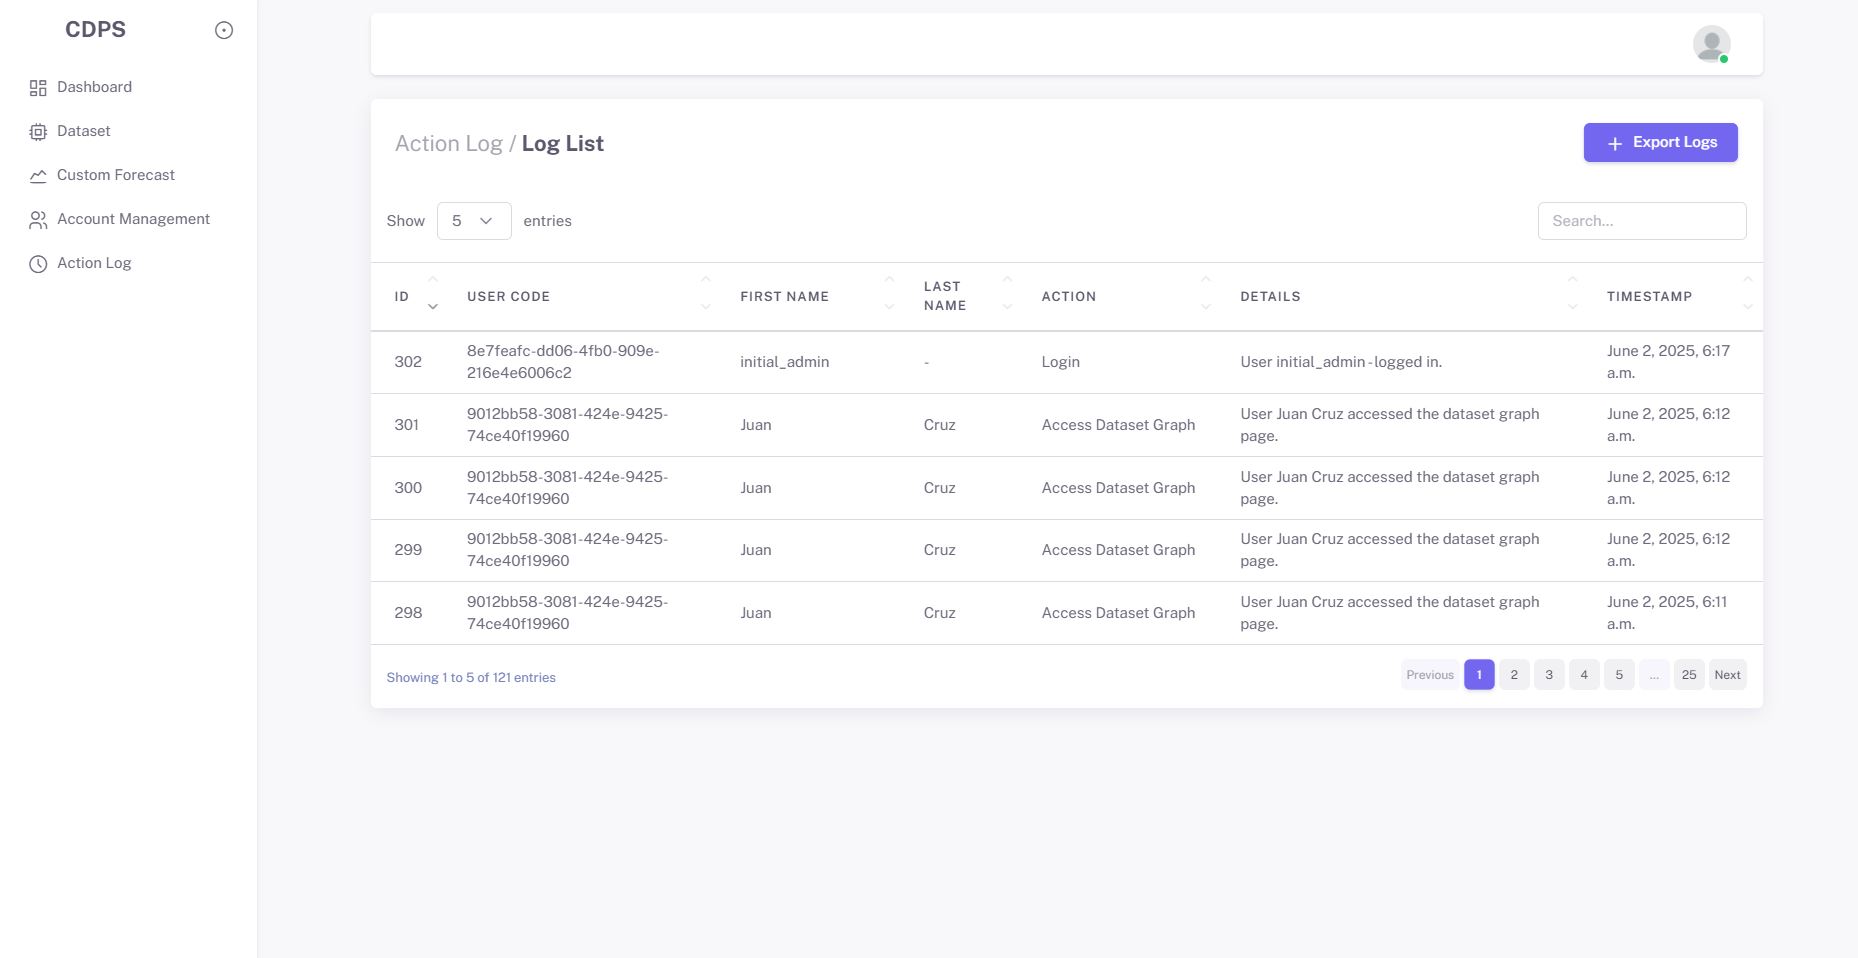 CDPS
Dashboard
Dataset
Custom Forecast
Account Management
Action Log
Action Log / Log List
Export Logs
Show 5 entries
Search...
ID USER CODE FIRST NAME LAST NAME ACTION DETAILS TIMESTAMP
302 8e7feafc-dd06-4fb0-909e- initial_admin - Login User initial_admin - logged in. June 2, 2025, 6:17
216e4e6006c2 a.m.
301 9012bb58-3081-424e-9425- Juan Cruz Access Dataset Graph User Juan Cruz accessed the dataset graph June 2, 2025, 6:12
74ce40f19960 page. a.m.
300 9012bb58-3081-424e-9425- Juan Cruz Access Dataset Graph User Juan Cruz accessed the dataset graph June 2, 2025, 6:12
74ce40f19960 page. a.m.
299 9012bb58-3081-424e-9425- Juan Cruz Access Dataset Graph User Juan Cruz accessed the dataset graph June 2, 2025, 6:12
74ce40f19960 page. a.m.
298 9012bb58-3081-424e-9425- Juan Cruz Access Dataset Graph User Juan Cruz accessed the dataset graph June 2, 2025, 6:11
74ce40f19960 page. a.m.
Showing 1 to 5 of 121 entries
Previous 1 2 3 4 5 ... 25 Next